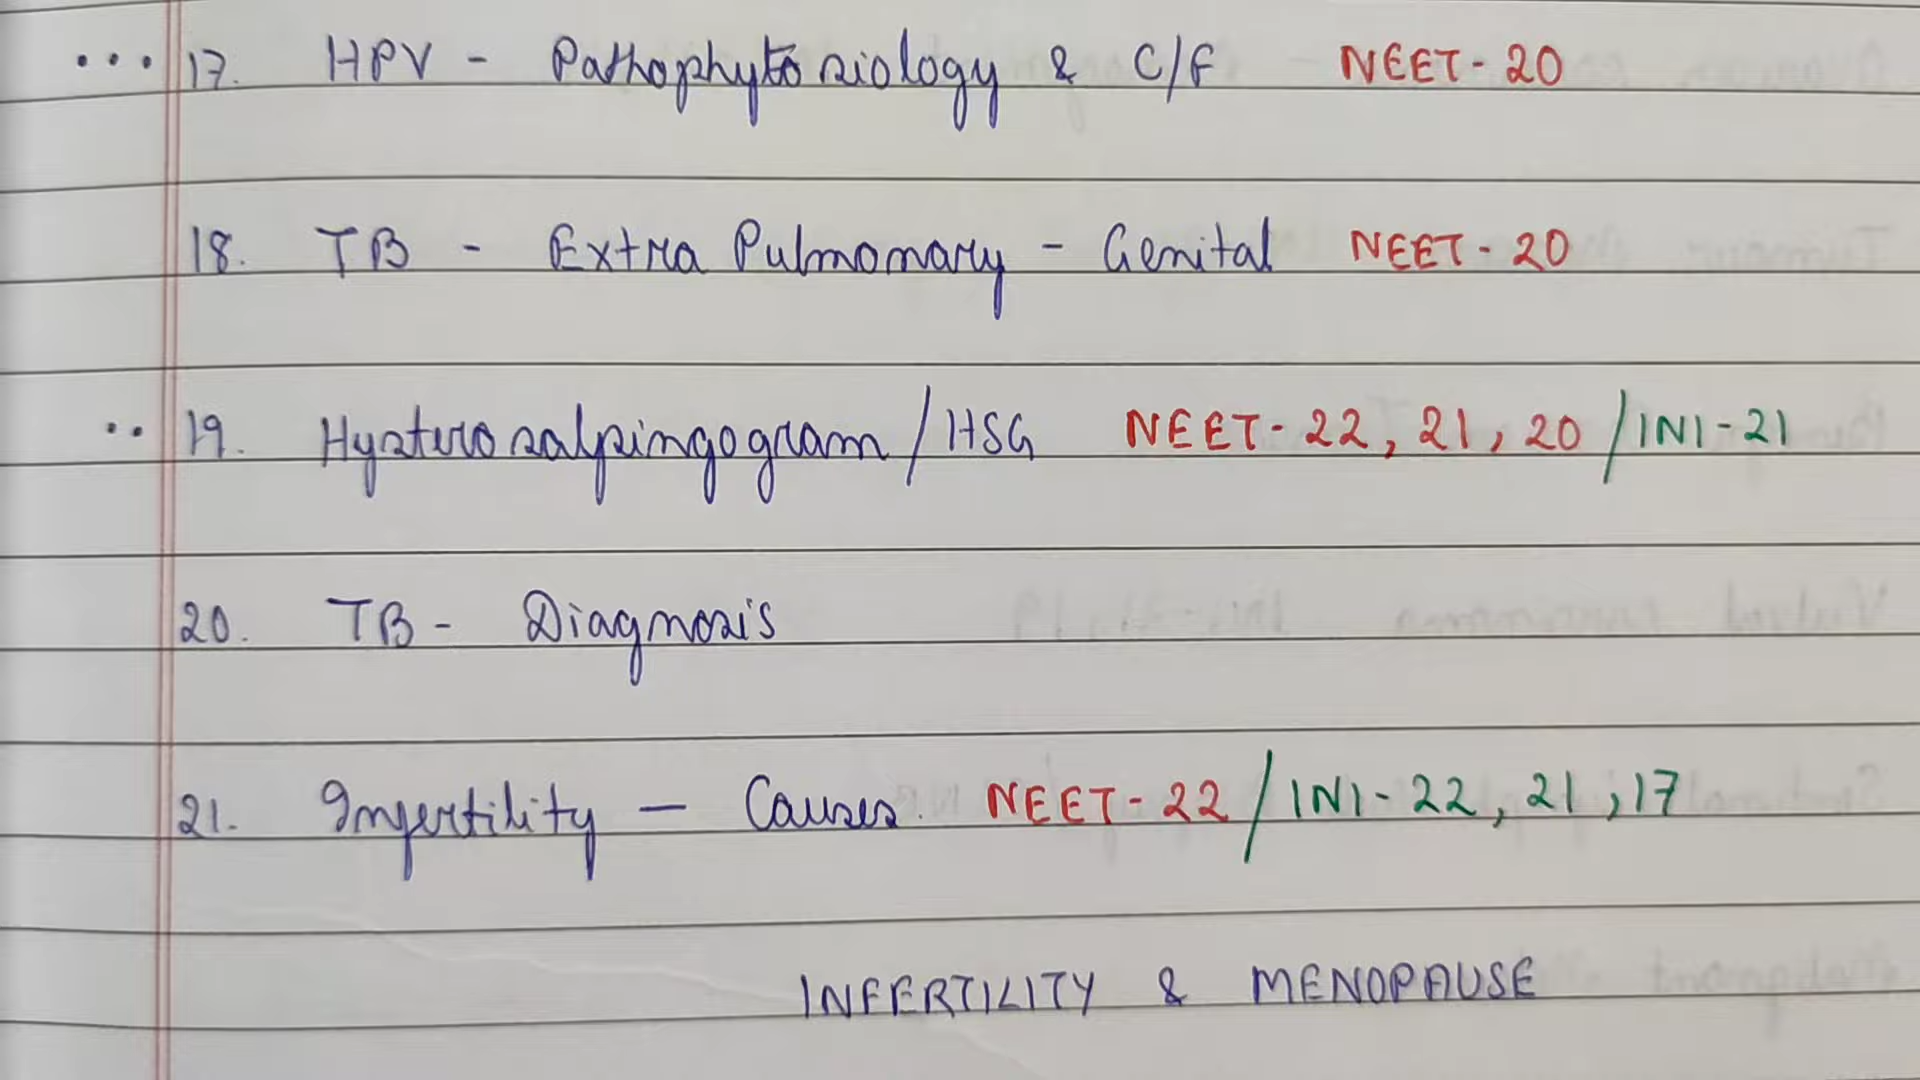 ... 17. HPV - Pathophytosiology & C/F NEET-20
18. TB - Extra Pulmonary - Genital NEET-20
.. 19. Hysterosalpingogram/HSG NEET-22, 21, 20/INI-21
20. TB - Diagnosis
21. Infertility - Causes. NEET-22/INI-22, 21, 17
INFERTILITY & MENOPAUSE